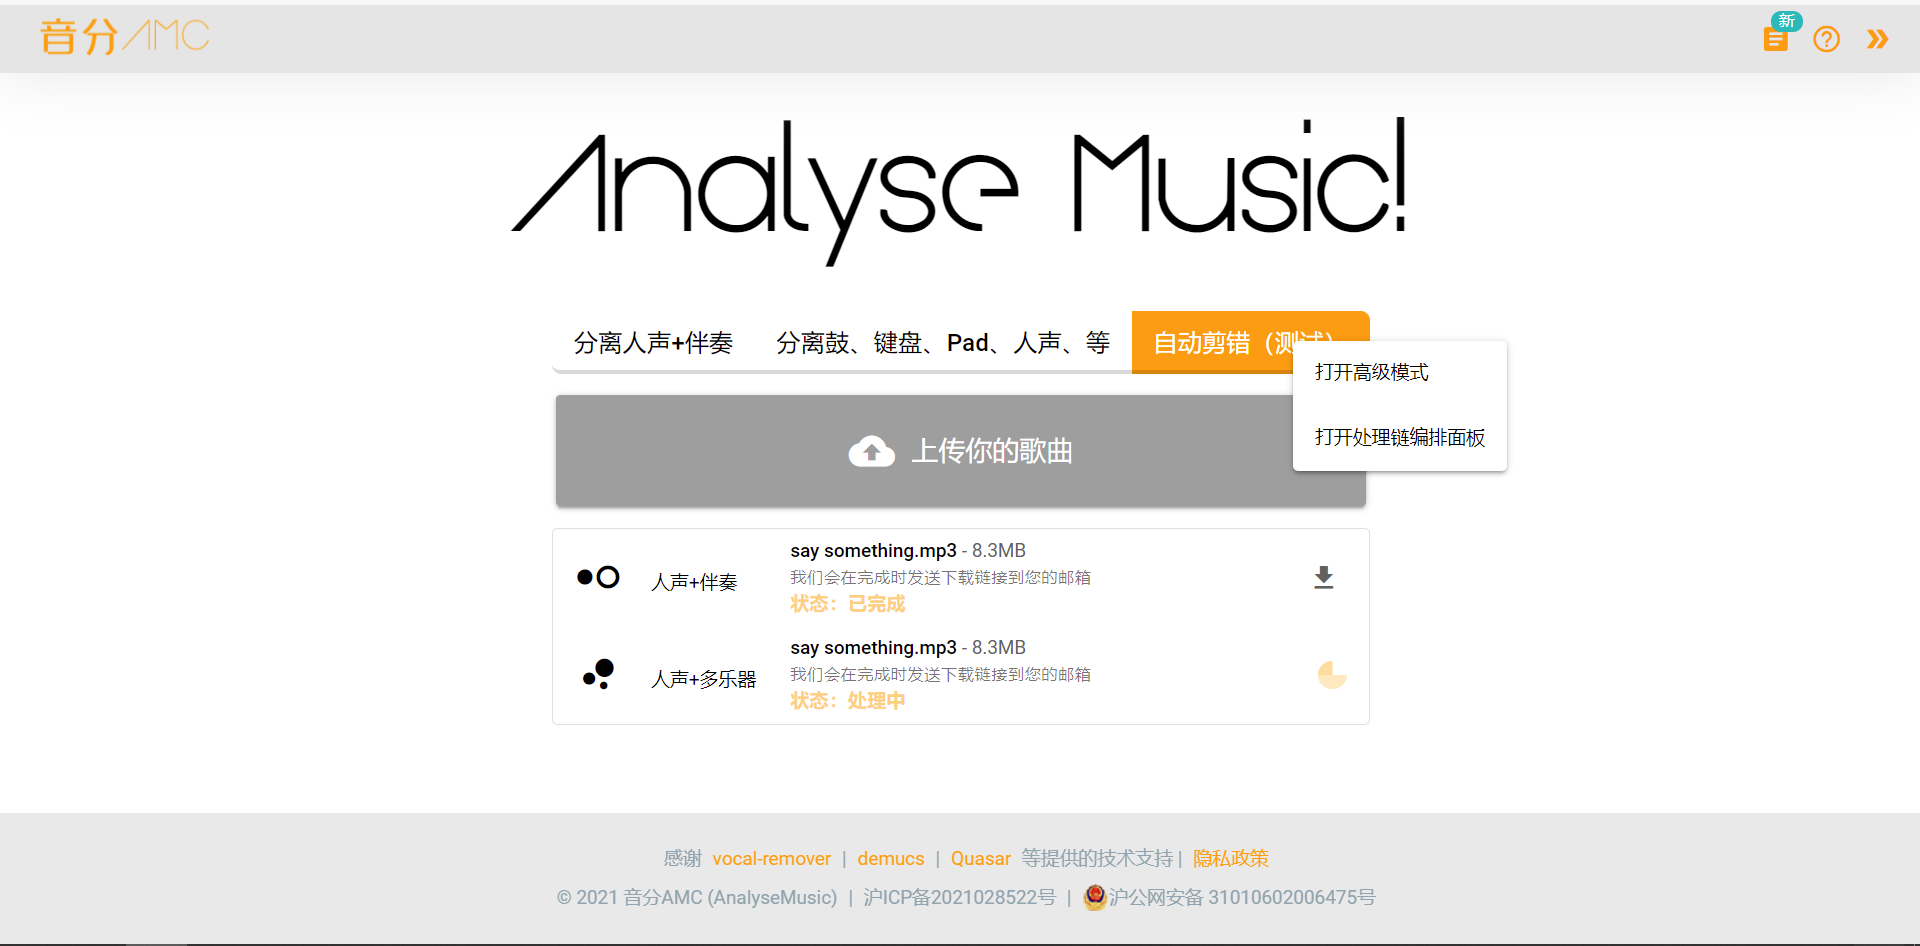 音分AMC
新
Analyse Music!
分离人声+伴奏
分离鼓、键盘、Pad、人声、等
自动剪错（测试）
打开高级模式
打开处理链编排面板
上传你的歌曲
人声+伴奏
say something.mp3 - 8.3MB
我们会在完成时发送下载链接到您的邮箱
状态：已完成
人声+多乐器
say something.mp3 - 8.3MB
我们会在完成时发送下载链接到您的邮箱
状态：处理中
感谢 vocal-remover | demucs | Quasar 等提供的技术支持 | 隐私政策
© 2021 音分AMC (AnalyseMusic) | 沪ICP备2021028522号 | 沪公网安备 31010602006475号